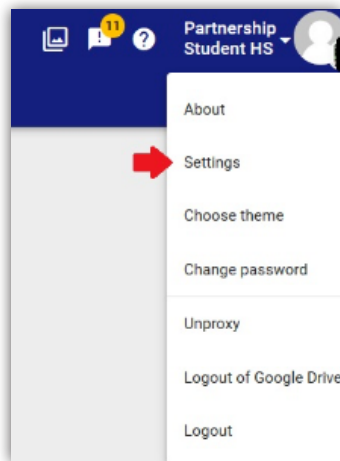 11
Partnership
Student HS
About
Settings
Choose theme
Change password
Unproxy
Logout of Google Drive
Logout